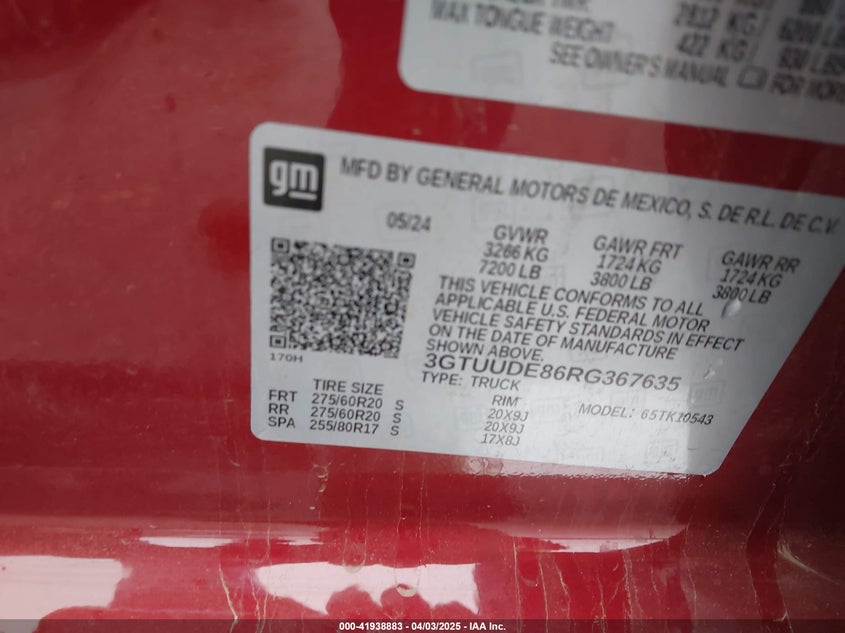 MAX TONGUE WEIGHT 422 KG
SEE OWNER'S MANUAL FOR
gm
MFD BY GENERAL MOTORS DE MEXICO, S. DE R.L. DE C.V.
05/24
GVWR GAWR FRT GAWR RR
3266 KG 1724 KG 1724 KG
7200 LB 3800 LB 3800 LB
THIS VEHICLE CONFORMS TO ALL
APPLICABLE U.S. FEDERAL MOTOR
VEHICLE SAFETY STANDARDS IN EFFECT
ON THE DATE OF MANUFACTURE
SHOWN ABOVE.
170H
3GTUUDE86RG367635
TYPE: TRUCK
TIRE SIZE RIM MODEL: 65TK10543
FRT 275/60R20 S 20X9J
RR 275/60R20 S 20X9J
SPA 255/80R17 S 17X8J
000-41938883 - 04/03/2025 - IAA Inc.